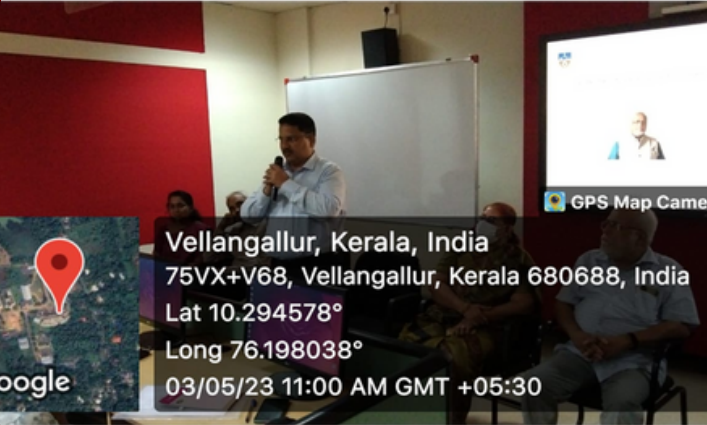 GPS Map Came
Vellangallur, Kerala, India
75VX+V68, Vellangallur, Kerala 680688, India
Lat 10.294578°
Long 76.198038°
03/05/23 11:00 AM GMT +05:30
oogle